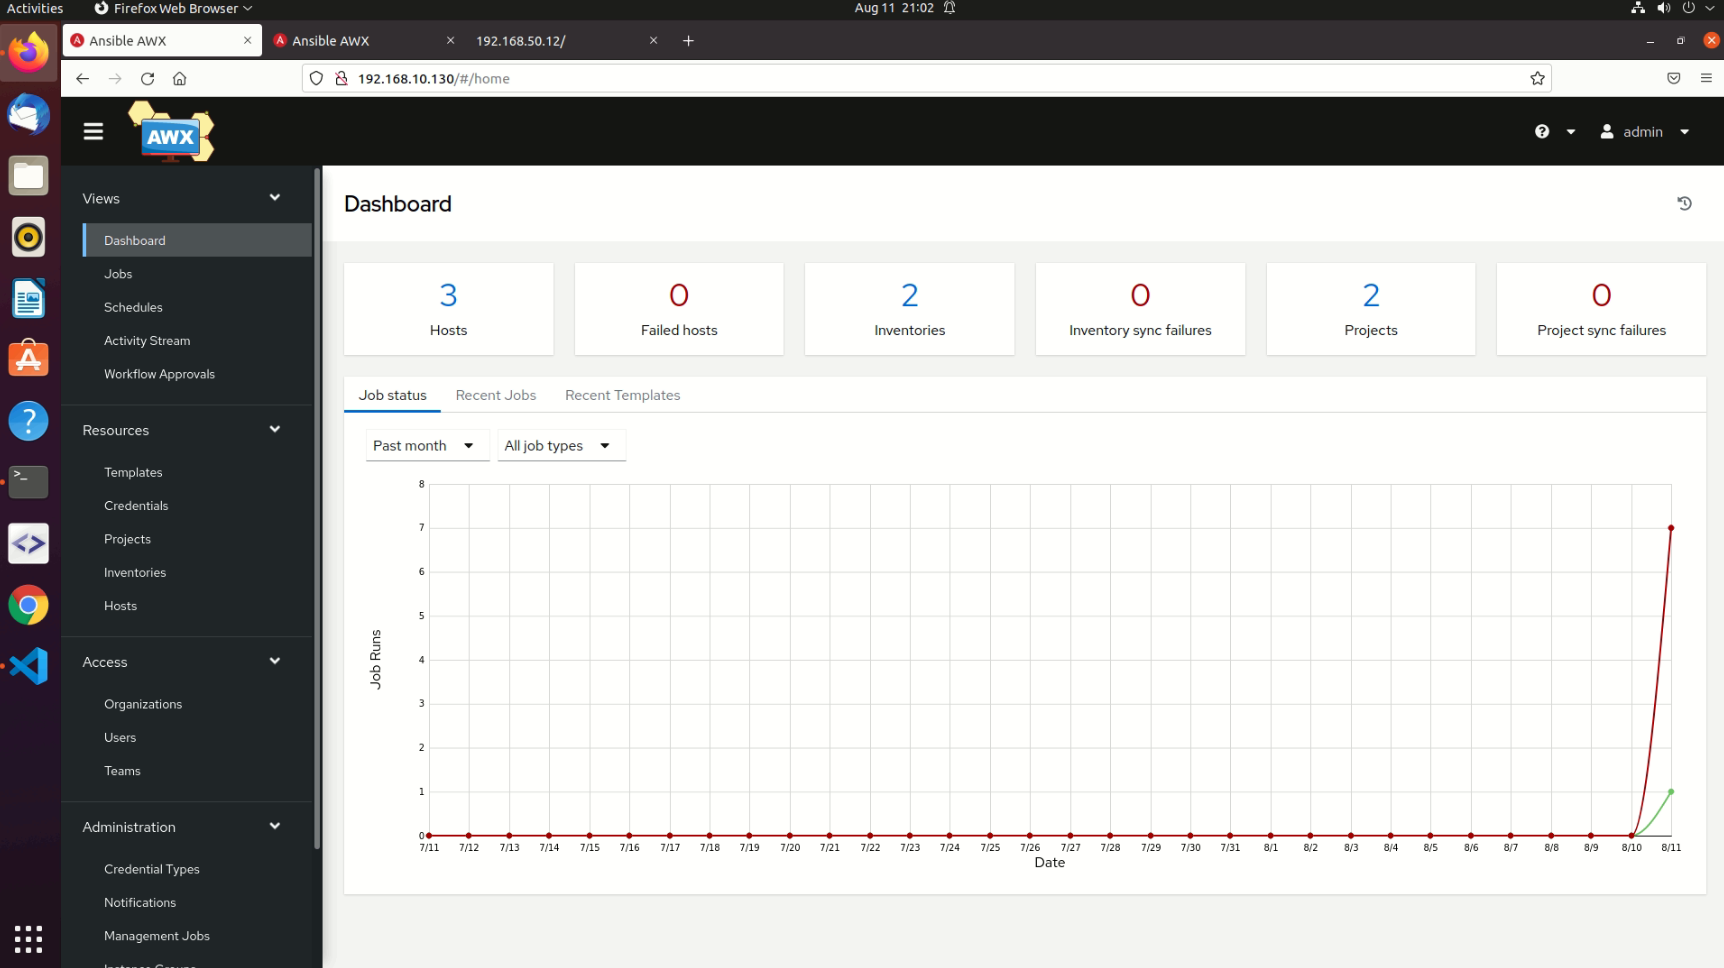 Activities
Firefox Web Browser
Aug 11 21:02
Ansible AWX
Ansible AWX
192.168.50.12/
192.168.10.130/#/home
AWX
admin
Views
Dashboard
Jobs
Schedules
Activity Stream
Workflow Approvals
Resources
Templates
Credentials
Projects
Inventories
Hosts
Access
Organizations
Users
Teams
Administration
Credential Types
Notifications
Management Jobs
Dashboard
3
Hosts
0
Failed hosts
2
Inventories
0
Inventory sync failures
2
Projects
0
Project sync failures
Job status
Recent Jobs
Recent Templates
Past month
All job types
8
7
6
5
4
3
2
1
0
Job Runs
7/11 7/12 7/13 7/14 7/15 7/16 7/17 7/18 7/19 7/20 7/21 7/22 7/23 7/24 7/25 7/26 7/27 7/28 7/29 7/30 7/31 8/1 8/2 8/3 8/4 8/5 8/6 8/7 8/8 8/9 8/10 8/11
Date